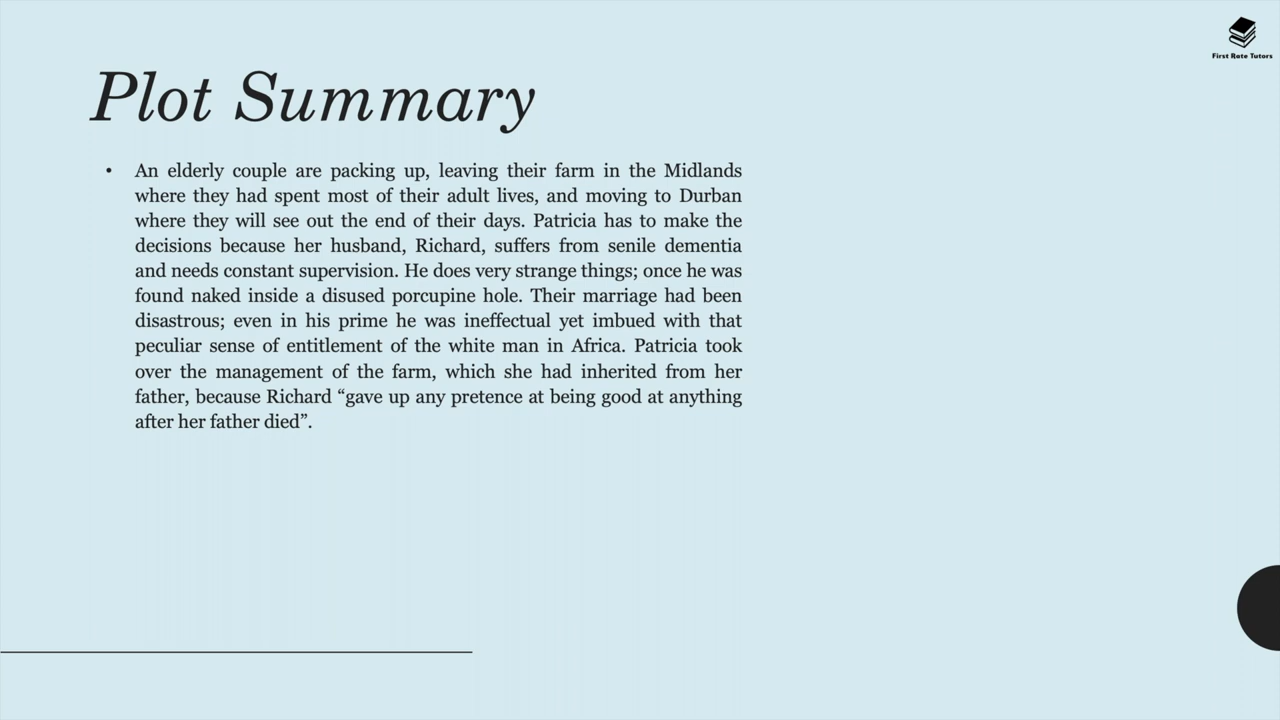 First Rate Tutors
Plot Summary
• An elderly couple are packing up, leaving their farm in the Midlands
where they had spent most of their adult lives, and moving to Durban
where they will see out the end of their days. Patricia has to make the
decisions because her husband, Richard, suffers from senile dementia
and needs constant supervision. He does very strange things; once he was
found naked inside a disused porcupine hole. Their marriage had been
disastrous; even in his prime he was ineffectual yet imbued with that
peculiar sense of entitlement of the white man in Africa. Patricia took
over the management of the farm, which she had inherited from her
father, because Richard “gave up any pretence at being good at anything
after her father died”.